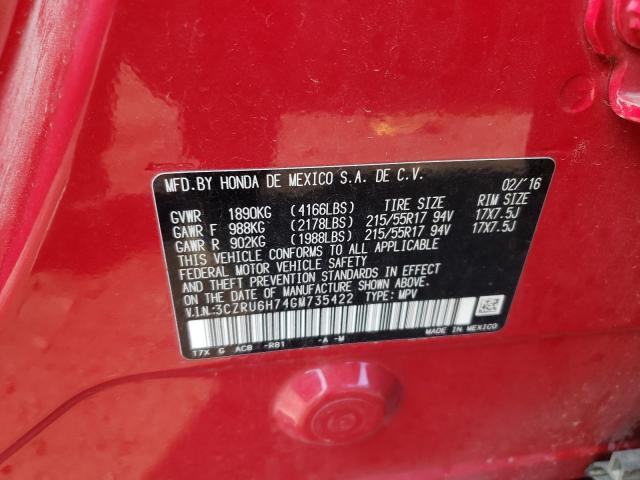 MFD.BY HONDA DE MEXICO S.A. DE C.V. 02/'16
GVWR 1890KG (4166LBS) TIRE SIZE RIM SIZE
GAWR F 988KG (2178LBS) 215/55R17 94V 17X7.5J
GAWR R 902KG (1988LBS) 215/55R17 94V 17X7.5J
THIS VEHICLE CONFORMS TO ALL APPLICABLE
FEDERAL MOTOR VEHICLE SAFETY
AND THEFT PREVENTION STANDARDS IN EFFECT
ON THE DATE OF MANUFACTURE SHOWN ABOVE.
V.I.N.:3CZRU6H74GM735422 TYPE: MPV
MADE IN MEXICO
17X G ACB -R81 -A -M